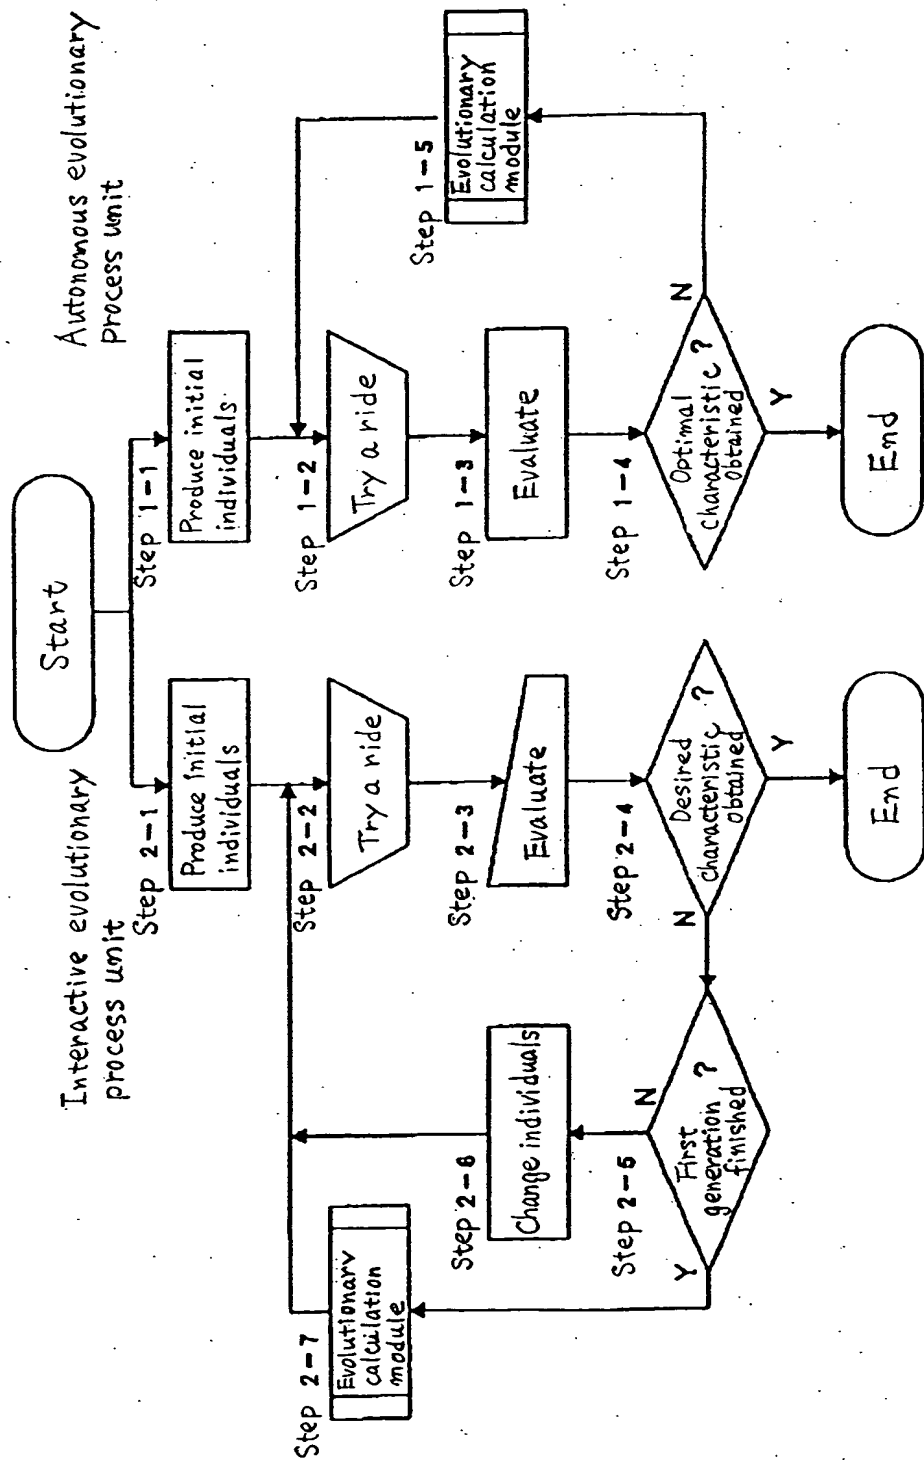 Interactive evolutionary
process unit
Autonomous evolutionary
process unit
Start
Step 2-1
Produce initial
individuals
Step 2-2
Try a ride
Step 2-3
Evaluate
Step 2-4
Desired
characteristic ?
obtained
Y
End
N
Step 2-5
First
generation ?
finished
N
Step 2-6
Change individuals
Y
Step 2-7
Evolutionary
calculation
module
Step 1-1
Produce initial
individuals
Step 1-2
Try a ride
Step 1-3
Evaluate
Step 1-4
Optimal
characteristic ?
obtained
Y
End
N
Step 1-5
Evolutionary
calculation
module